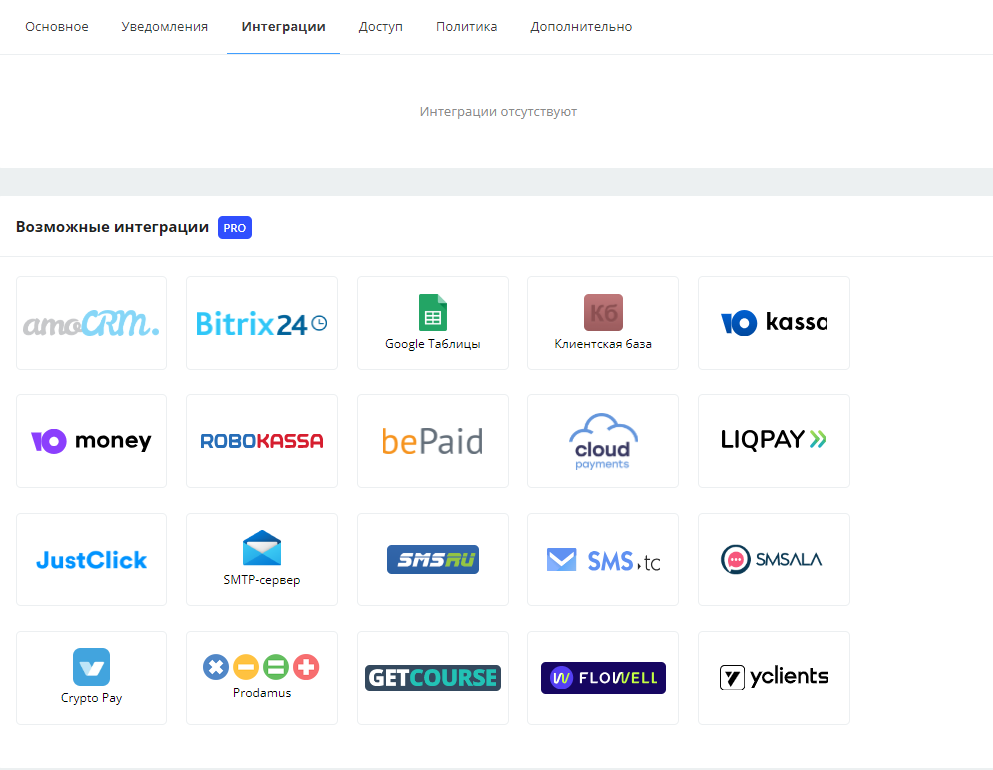 Основное Уведомления Интеграции Доступ Политика Дополнительно
Интеграции отсутствуют
Возможные интеграции PRO
amoCRM. Bitrix24 Google Таблицы Кб Клиентская база Ю kassa
Ю money ROBOKASSA bePaid cloud payments LIQPAY
JustClick SMTP-сервер SMSRU SMS.tc SMSALA
Crypto Pay Prodamus GETCOURSE FLOWELL yclients